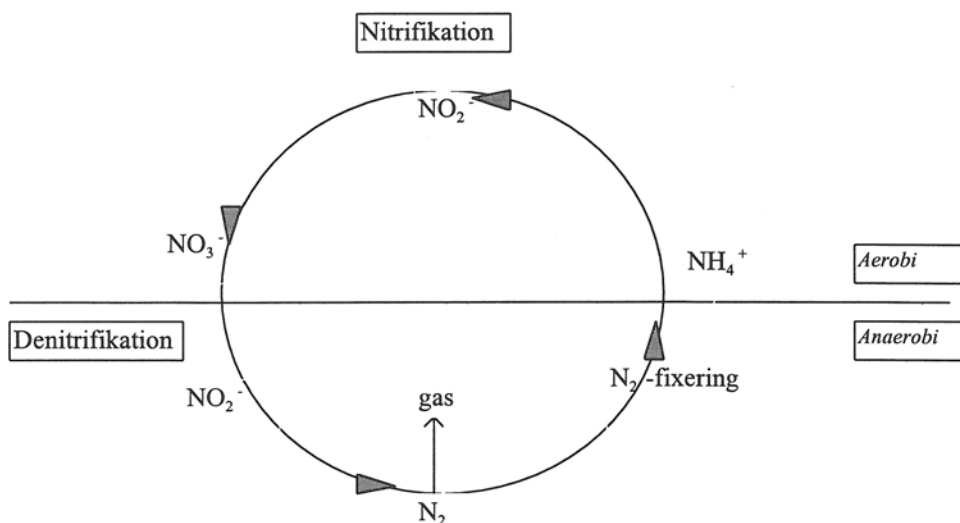 Nitrifikation
NO₂⁻
NO₃⁻
NH₄⁺
Aerobi
Denitrifikation
Anaerobi
NO₂⁻
N₂-fixering
gas
N₂